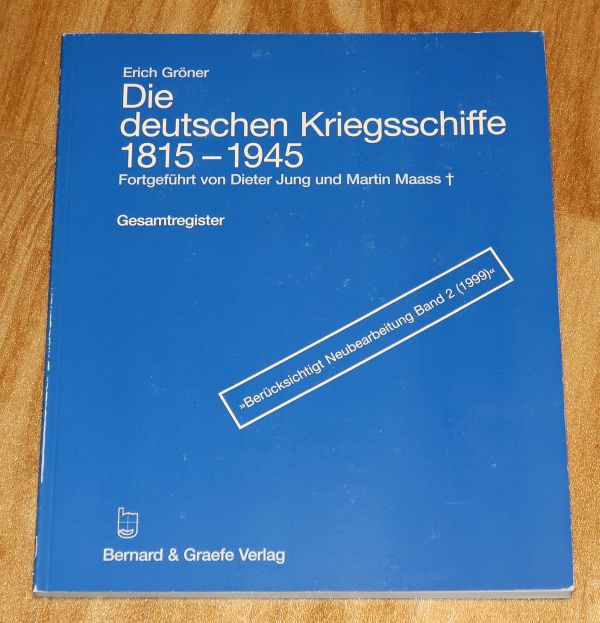 Erich Gröner
Die
deutschen Kriegsschiffe
1815 – 1945
Fortgeführt von Dieter Jung und Martin Maass †
Gesamtregister
»Berücksichtigt Neubearbeitung Band 2 (1999)«
Bernard & Graefe Verlag